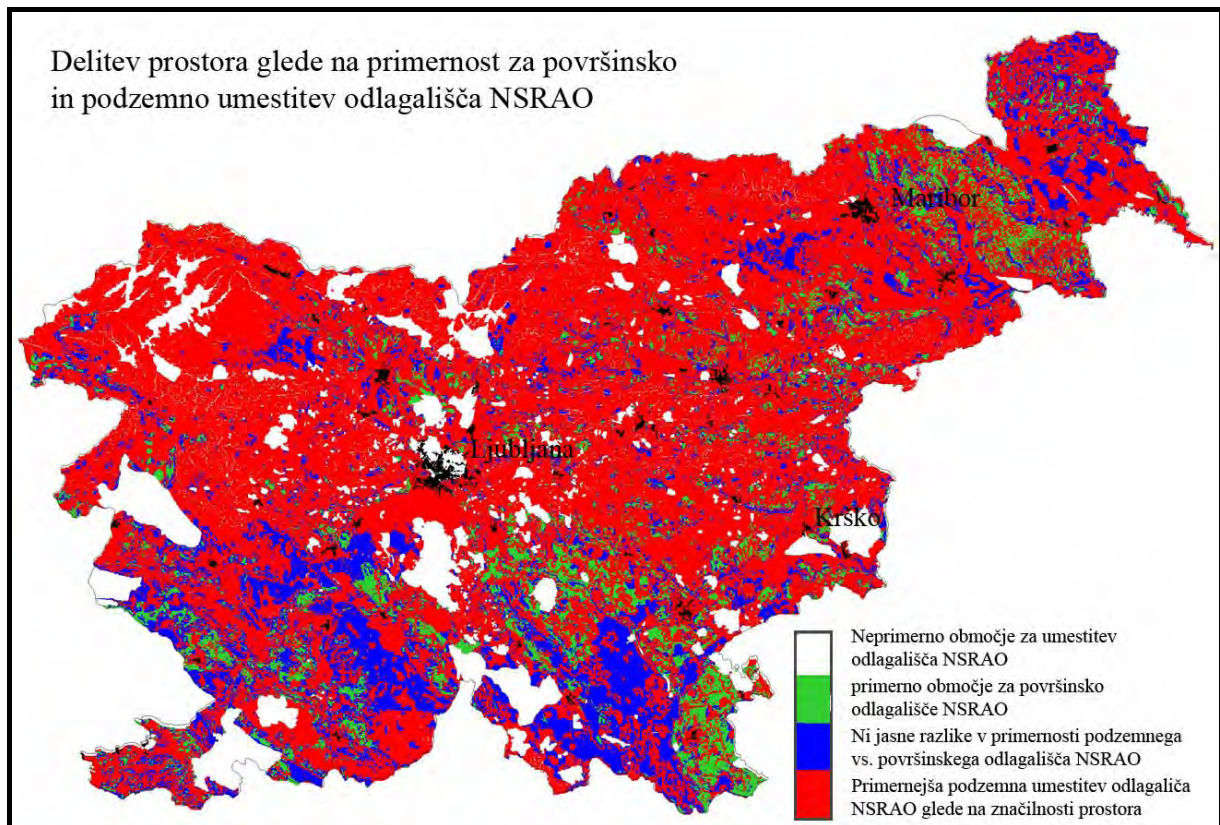 Delitev prostora glede na primernost za površinsko
in podzemno umestitev odlagališča NSRAO
Maribor
Ljubljana
Krško
Neprimerno območje za umestitev
odlagališča NSRAO
primerno območje za površinsko
odlagališče NSRAO
Ni jasne razlike v primernosti podzemnega
vs. površinskega odlagališča NSRAO
Primernejša podzemna umestitev odlagaliča
NSRAO glede na značilnosti prostora